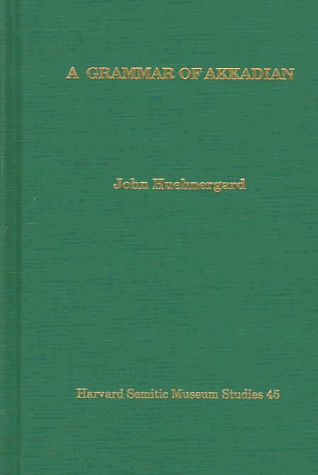 A GRAMMAR OF AKKADIAN
John Huehnergard
Harvard Semitic Museum Studies 45